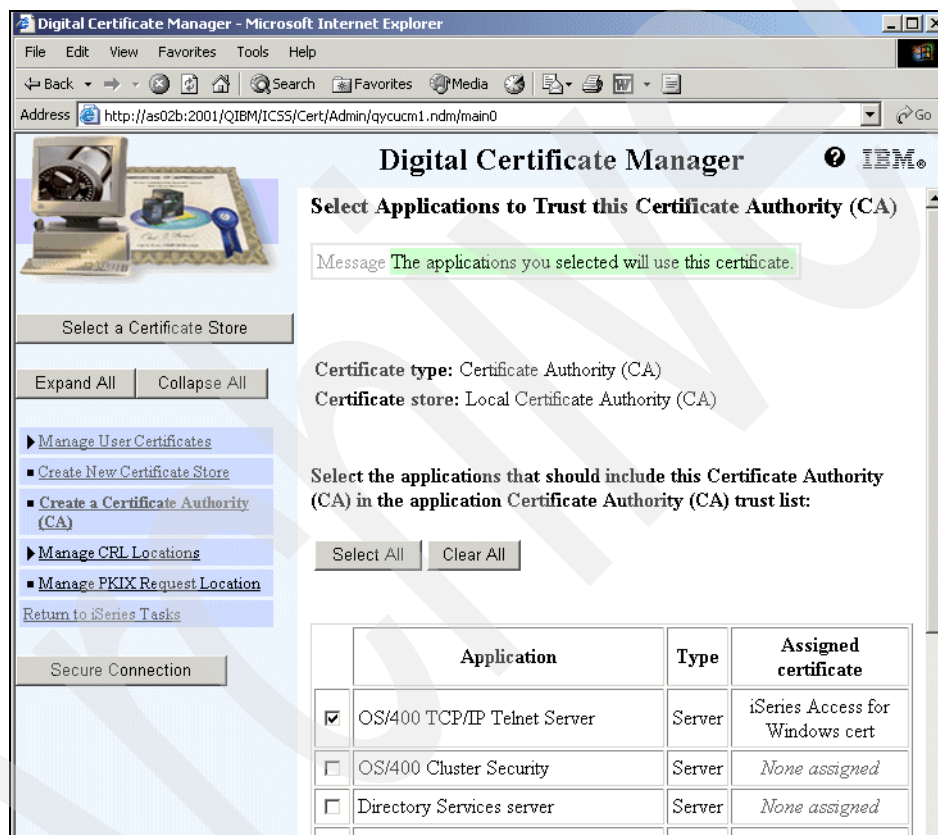 Digital Certificate Manager - Microsoft Internet Explorer
File Edit View Favorites Tools Help
Back Search Favorites Media
Address http://as02b:2001/QIBM/ICSS/Cert/Admin/qycucm1.ndm/main0 Go
Digital Certificate Manager ? IBM®
Select Applications to Trust this Certificate Authority (CA)
Message The applications you selected will use this certificate.
Select a Certificate Store
Expand All Collapse All
Manage User Certificates
Create New Certificate Store
Create a Certificate Authority
(CA)
Manage CRL Locations
Manage PKIX Request Location
Return to iSeries Tasks
Secure Connection
Certificate type: Certificate Authority (CA)
Certificate store: Local Certificate Authority (CA)
Select the applications that should include this Certificate Authority
(CA) in the application Certificate Authority (CA) trust list:
Select All Clear All
Application Type Assigned
certificate
OS/400 TCP/IP Telnet Server Server iSeries Access for
Windows cert
OS/400 Cluster Security Server None assigned
Directory Services server Server None assigned